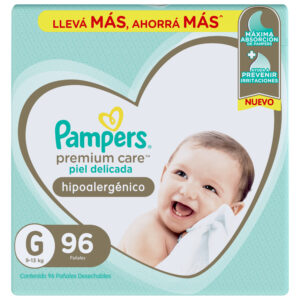 LLEVÁ MÁS, AHORRÁ MÁS^
MÁXIMA
ABSORCIÓN
DE PAMPERS
+
AYUDA A
PREVENIR
IRRITACIONES
NUEVO
Pampers
premium care™
piel delicada
hipoalergénico
G 96
9-13 kg Pañales
Contenido 96 Pañales Desechables